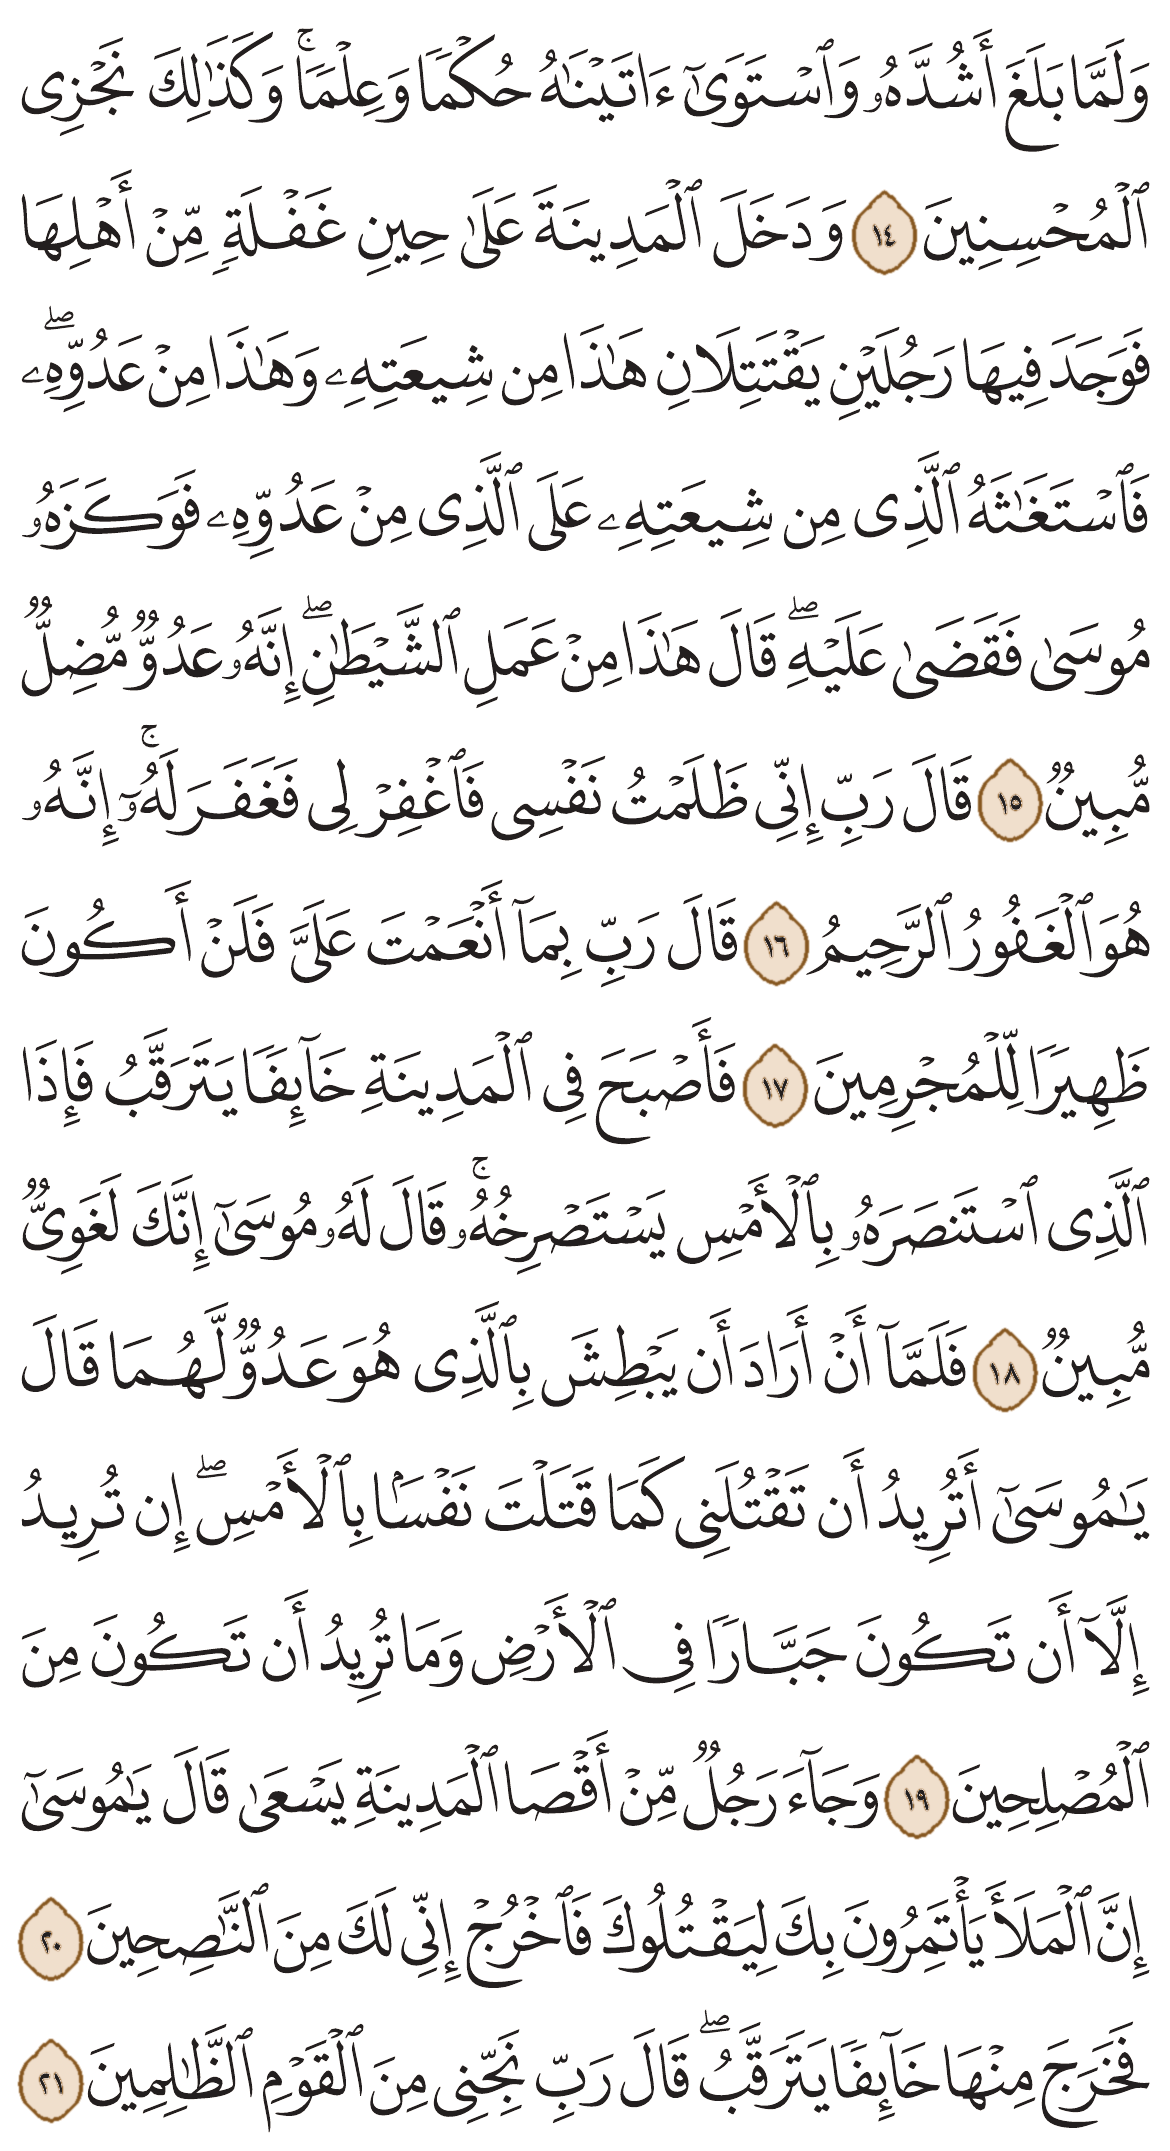 وَلَمَّا بَلَغَ أَشُدَّهُۥ وَٱسْتَوَىٰٓ ءَاتَيْنَـٰهُ حُكْمًا وَعِلْمًا ۚ وَكَذَٰلِكَ نَجْزِى
ٱلْمُحْسِنِينَ ١٤ وَدَخَلَ ٱلْمَدِينَةَ عَلَىٰ حِينِ غَفْلَةٍ مِّنْ أَهْلِهَا
فَوَجَدَ فِيهَا رَجُلَيْنِ يَقْتَتِلَانِ هَـٰذَا مِن شِيعَتِهِۦ وَهَـٰذَا مِنْ عَدُوِّهِۦ ۖ
فَٱسْتَغَـٰثَهُ ٱلَّذِى مِن شِيعَتِهِۦ عَلَى ٱلَّذِى مِنْ عَدُوِّهِۦ فَوَكَزَهُۥ
مُوسَىٰ فَقَضَىٰ عَلَيْهِ ۖ قَالَ هَـٰذَا مِنْ عَمَلِ ٱلشَّيْطَـٰنِ ۖ إِنَّهُۥ عَدُوٌّ مُّضِلٌّ
مُّبِينٌ ١٥ قَالَ رَبِّ إِنِّى ظَلَمْتُ نَفْسِى فَٱغْفِرْ لِى فَغَفَرَ لَهُۥٓ ۚ إِنَّهُۥ
هُوَ ٱلْغَفُورُ ٱلرَّحِيمُ ١٦ قَالَ رَبِّ بِمَآ أَنْعَمْتَ عَلَىَّ فَلَنْ أَكُونَ
ظَهِيرًا لِّلْمُجْرِمِينَ ١٧ فَأَصْبَحَ فِى ٱلْمَدِينَةِ خَآئِفًا يَتَرَقَّبُ فَإِذَا
ٱلَّذِى ٱسْتَنصَرَهُۥ بِٱلْأَمْسِ يَسْتَصْرِخُهُۥ ۚ قَالَ لَهُۥ مُوسَىٰٓ إِنَّكَ لَغَوِىٌّ
مُّبِينٌ ١٨ فَلَمَّآ أَنْ أَرَادَ أَن يَبْطِشَ بِٱلَّذِى هُوَ عَدُوٌّ لَّهُمَا قَالَ
يَـٰمُوسَىٰٓ أَتُرِيدُ أَن تَقْتُلَنِى كَمَا قَتَلْتَ نَفْسًۢا بِٱلْأَمْسِ ۖ إِن تُرِيدُ
إِلَّآ أَن تَكُونَ جَبَّارًا فِى ٱلْأَرْضِ وَمَا تُرِيدُ أَن تَكُونَ مِنَ
ٱلْمُصْلِحِينَ ١٩ وَجَآءَ رَجُلٌ مِّنْ أَقْصَا ٱلْمَدِينَةِ يَسْعَىٰ قَالَ يَـٰمُوسَىٰٓ
إِنَّ ٱلْمَلَأَ يَأْتَمِرُونَ بِكَ لِيَقْتُلُوكَ فَٱخْرُجْ إِنِّى لَكَ مِنَ ٱلنَّـٰصِحِينَ ٢٠
فَخَرَجَ مِنْهَا خَآئِفًا يَتَرَقَّبُ ۖ قَالَ رَبِّ نَجِّنِى مِنَ ٱلْقَوْمِ ٱلظَّـٰلِمِينَ ٢١